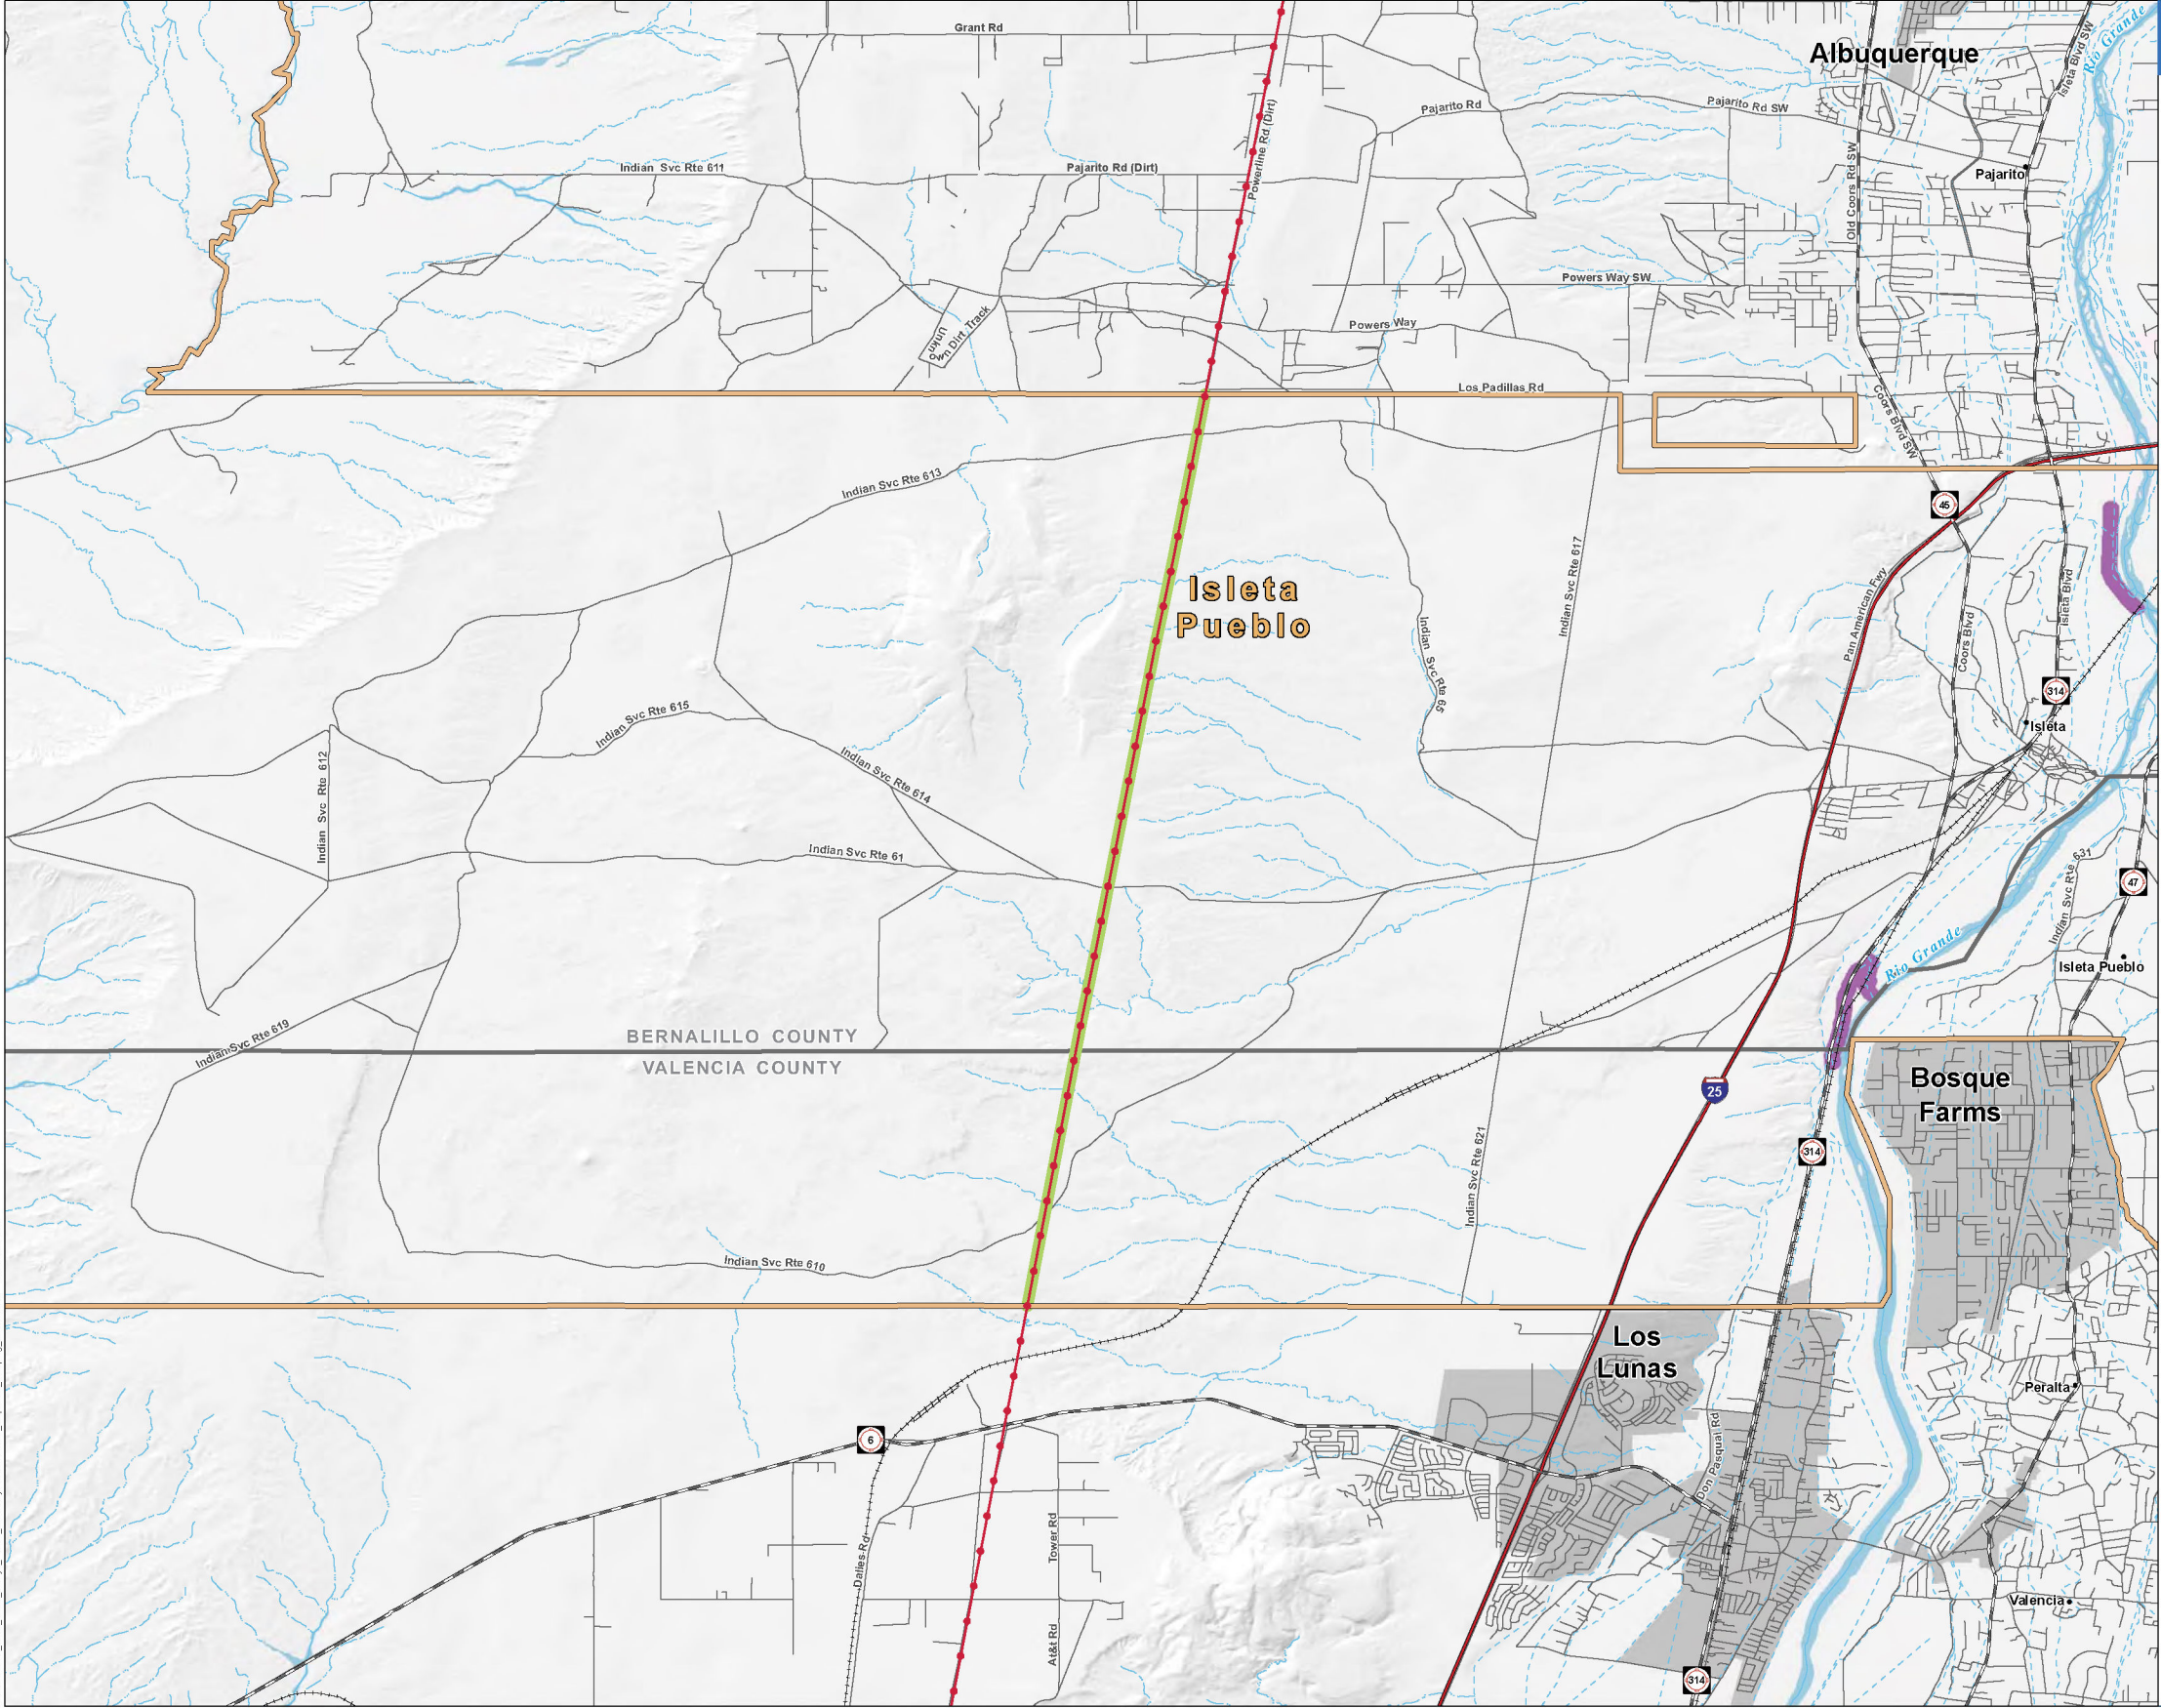 Grant Rd
Albuquerque
Isleta Blvd SW
Rio Grande
Pajarito Rd
Pajarito Rd SW
Powerline Rd (Dirt)
Indian Svc Rte 611
Pajarito Rd (Dirt)
Old Coors Rd SW
Pajarito
Powers Way SW
Unkn
own Dirt Track
Powers Way
Los Padillas Rd
Coors Blvd SW
Indian Svc Rte 613
45
Isleta
Pueblo
Indian Svc Rte 617
Pan American Fwy
Isleta Blvd
Coors Blvd
Indian Svc Rte 65
314
Isleta
Indian Svc Rte 615
Indian Svc Rte 612
Indian Svc Rte 614
Indian Svc Rte 61
Indian Svc Rte 631
47
Rio Grande
Isleta Pueblo
Indian Svc Rte 619
BERNALILLO COUNTY
VALENCIA COUNTY
25
Bosque
Farms
314
Indian Svc Rte 621
Indian Svc Rte 610
Los
Lunas
Peralta
6
Don Pasqual Rd
Dalies Rd
Tower Rd
At&t Rd
Valencia
314